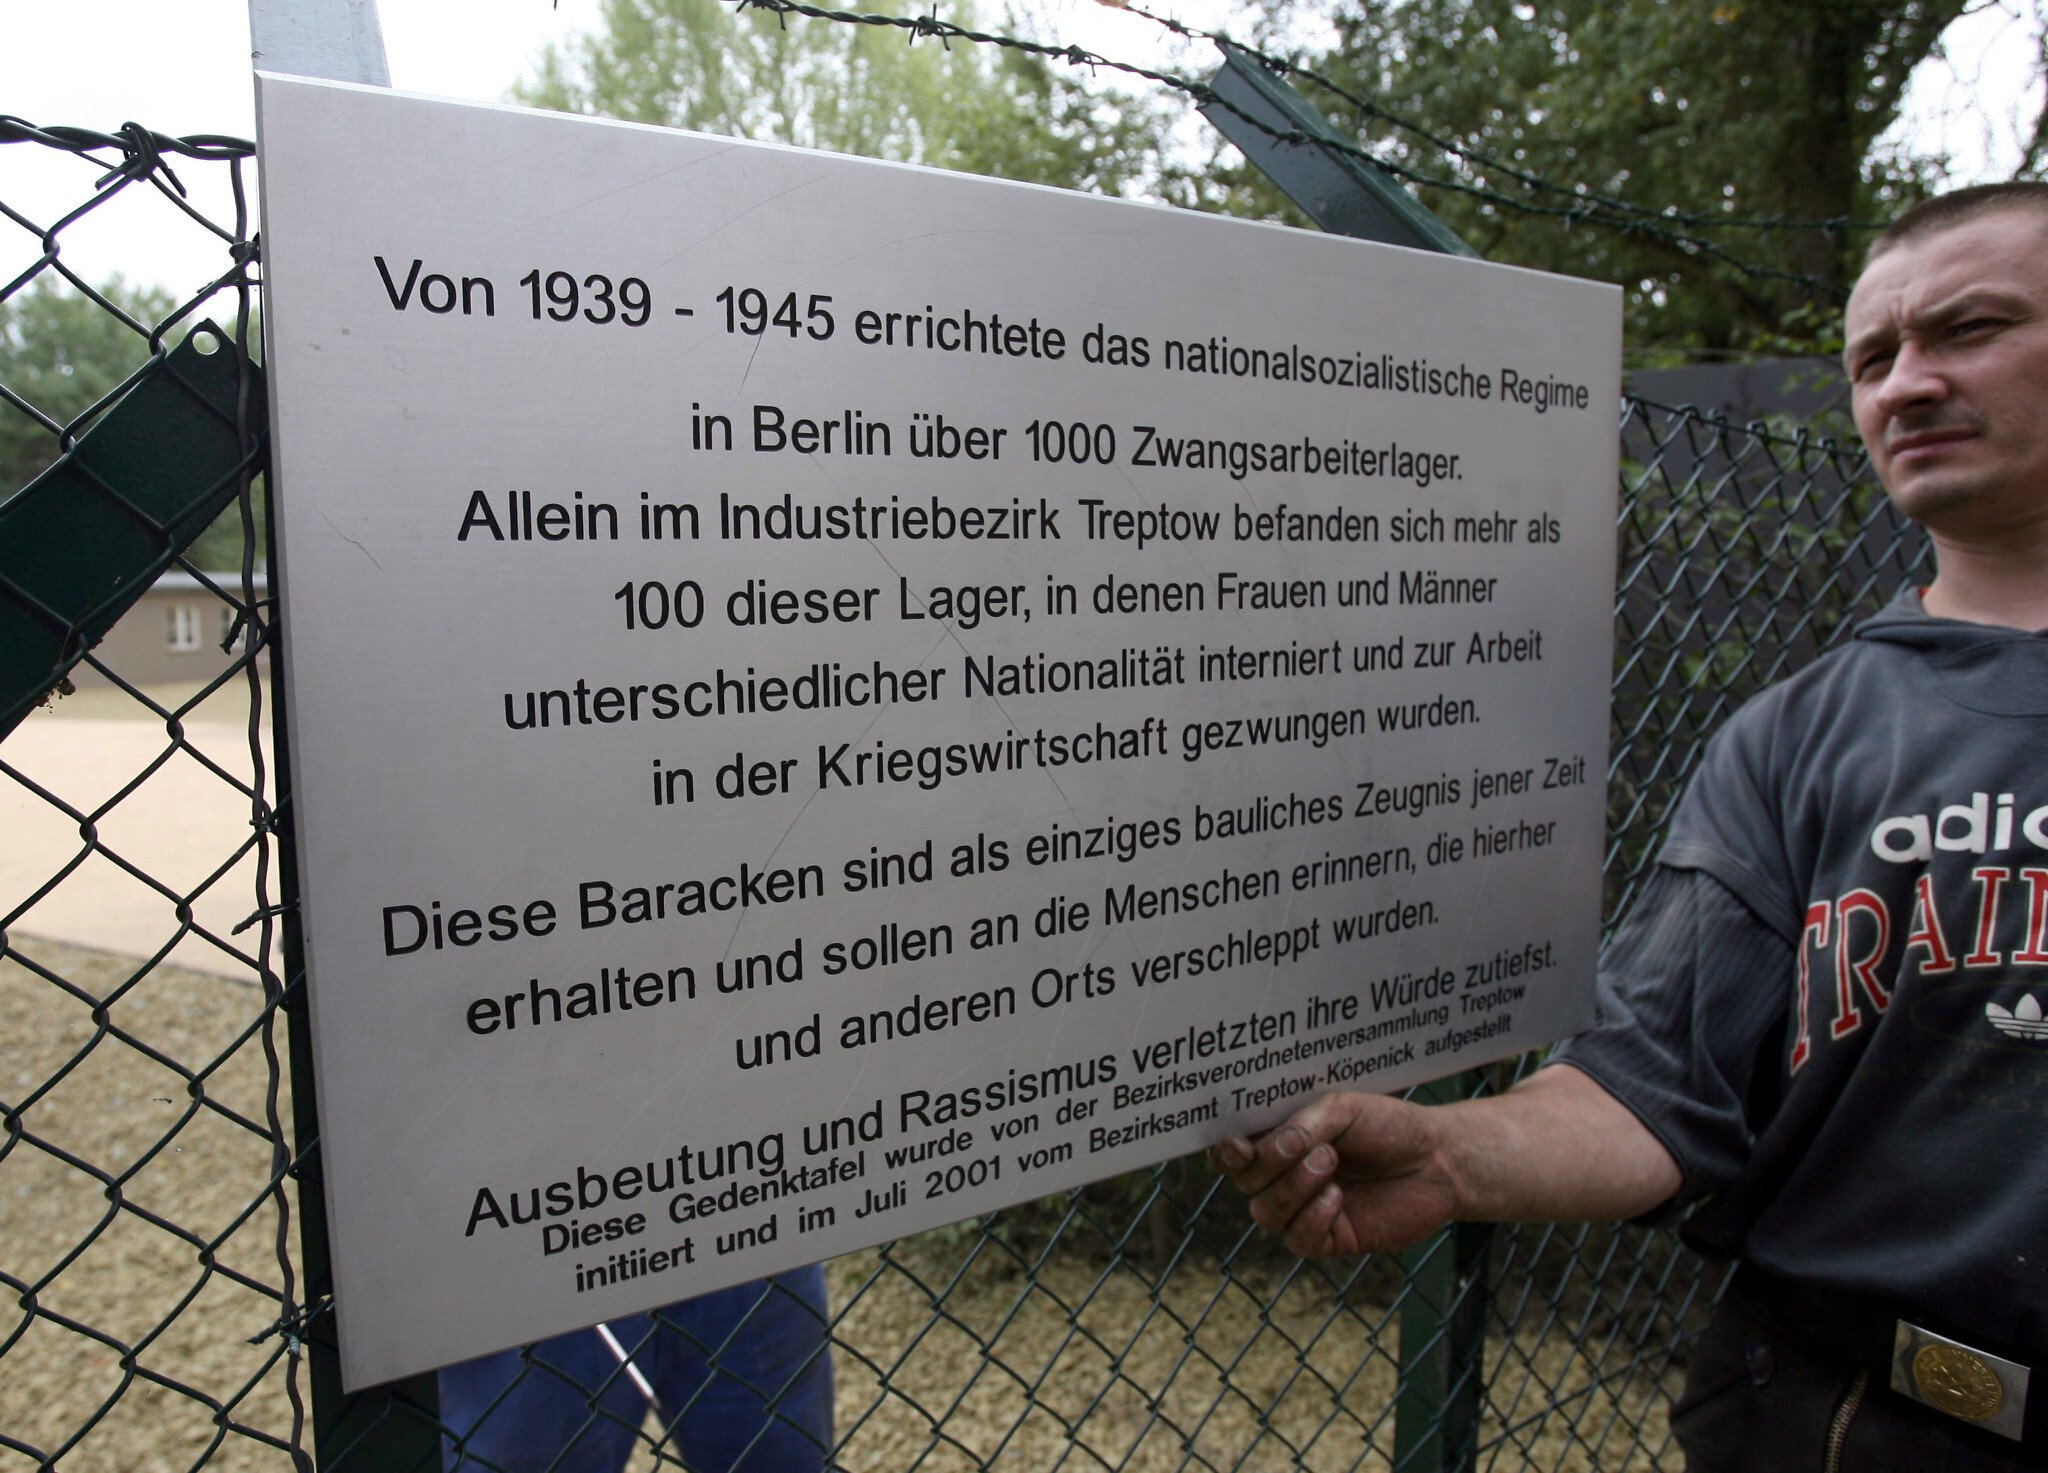 Von 1939 - 1945 errichtete das nationalsozialistische Regime
in Berlin über 1000 Zwangsarbeiterlager.
Allein im Industriebezirk Treptow befanden sich mehr als
100 dieser Lager, in denen Frauen und Männer
unterschiedlicher Nationalität interniert und zur Arbeit
in der Kriegswirtschaft gezwungen wurden.
Diese Baracken sind als einziges bauliches Zeugnis jener Zeit
erhalten und sollen an die Menschen erinnern, die hierher
und anderen Orts verschleppt wurden.
Ausbeutung und Rassismus verletzten ihre Würde zutiefst.
Diese Gedenktafel wurde von der Bezirksverordnetenversammlung Treptow
initiiert und im Juli 2001 vom Bezirksamt Treptow-Köpenick aufgestellt
adid
TRAIN